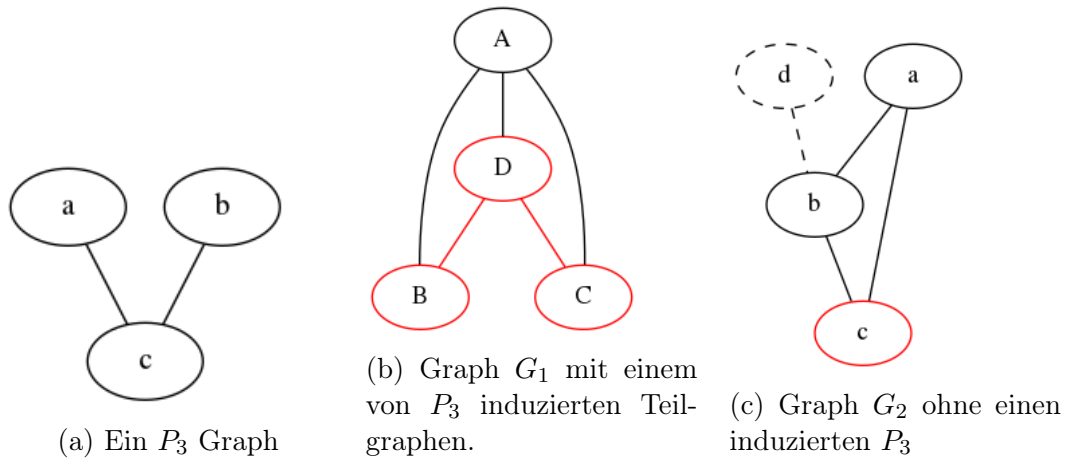 a
b
c
(a) Ein P₃ Graph
A
D
B
C
(b) Graph G₁ mit einem
von P₃ induzierten Teil-
graphen.
d
a
b
c
(c) Graph G₂ ohne einen
induzierten P₃